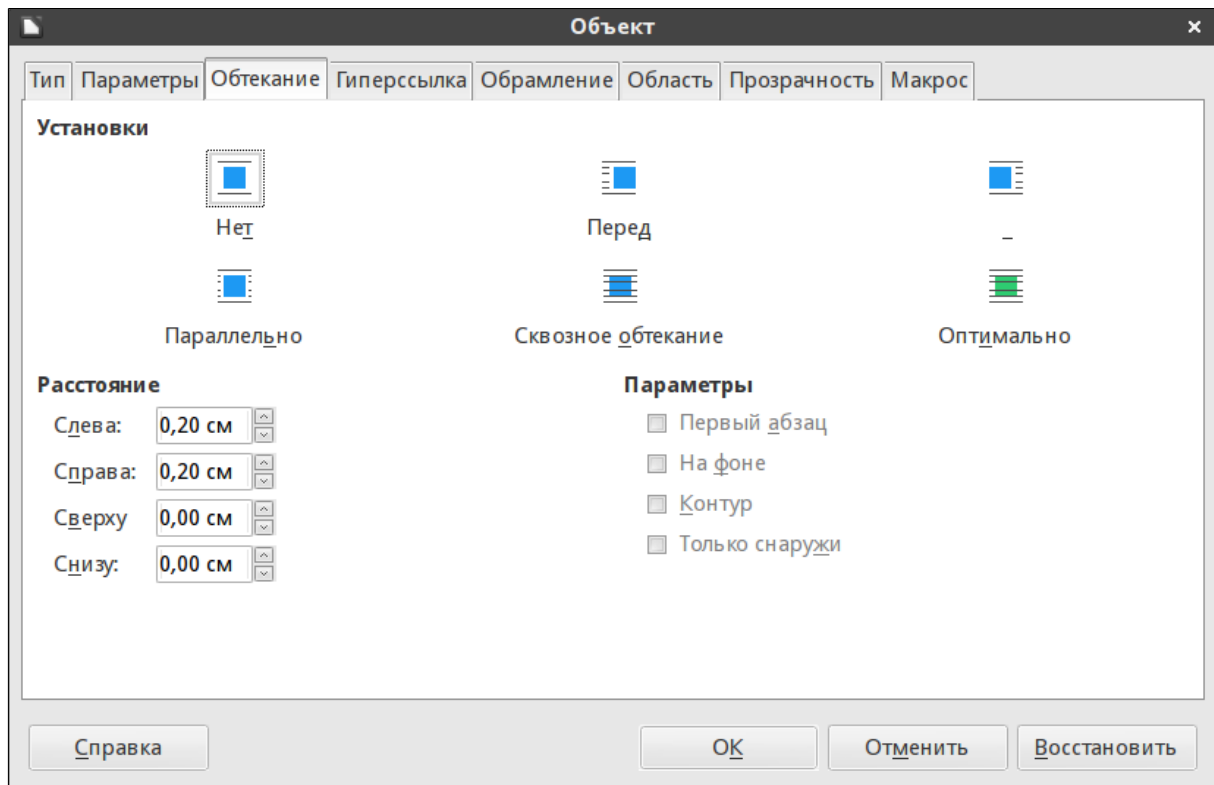 Объект
Тип Параметры Обтекание Гиперссылка Обрамление Область Прозрачность Макрос
Установки
Нет Перед _
Параллельно Сквозное обтекание Оптимально
Расстояние Параметры
Слева: 0,20 см Первый абзац
Справа: 0,20 см На фоне
Сверху 0,00 см Контур
Снизу: 0,00 см Только снаружи
Справка OK Отменить Восстановить